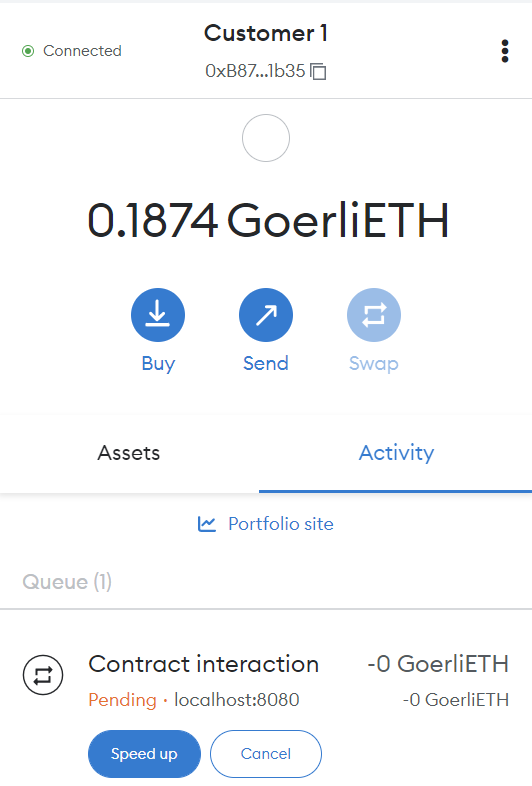 Connected
Customer 1
0xB87...1b35
0.1874 GoerliETH
Buy
Send
Swap
Assets
Activity
Portfolio site
Queue (1)
Contract interaction
-0 GoerliETH
Pending · localhost:8080
-0 GoerliETH
Speed up
Cancel